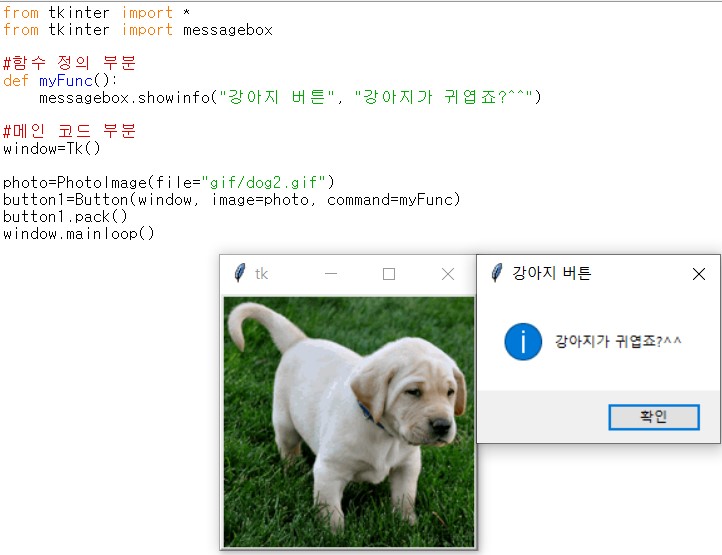 from tkinter import *
from tkinter import messagebox
#함수 정의 부분
def myFunc():
messagebox.showinfo("강아지 버튼", "강아지가 귀엽죠?^^")
#메인 코드 부분
window=Tk()
photo=PhotoImage(file="gif/dog2.gif")
button1=Button(window, image=photo, command=myFunc)
button1.pack()
window.mainloop()
tk
강아지 버튼
강아지가 귀엽죠?^^
확인